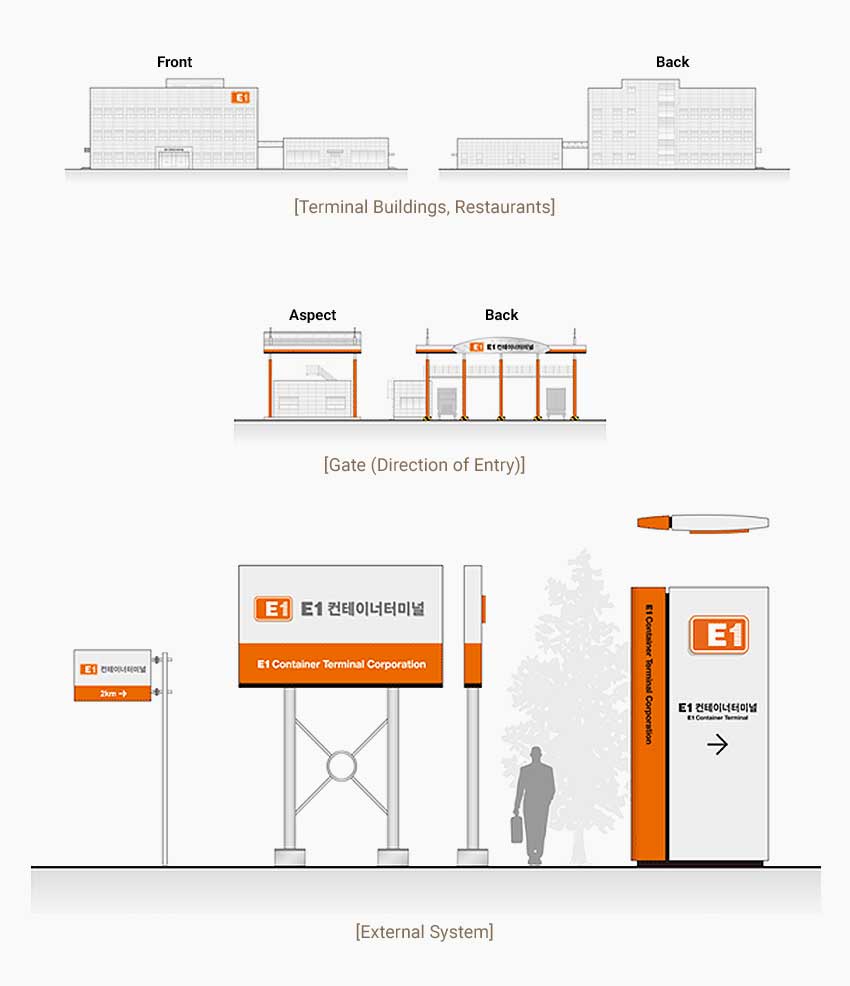 Front
Back
E1
[Terminal Buildings, Restaurants]
Aspect
Back
E1 E1 컨테이너터미널
[Gate (Direction of Entry)]
E1 E1 컨테이너터미널
E1 Container Terminal Corporation
E1 컨테이너터미널
2km →
E1 Container Terminal Corporation
E1
E1 컨테이너터미널
E1 Container Terminal
→
[External System]